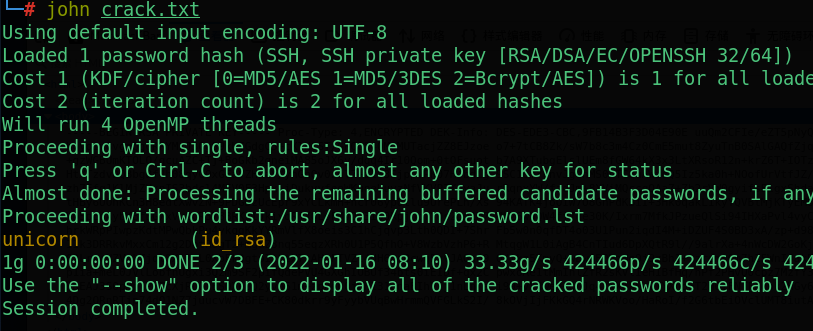 └─# john crack.txt
Using default input encoding: UTF-8
Loaded 1 password hash (SSH, SSH private key [RSA/DSA/EC/OPENSSH 32/64])
Cost 1 (KDF/cipher [0=MD5/AES 1=MD5/3DES 2=Bcrypt/AES]) is 1 for all loade
Cost 2 (iteration count) is 2 for all loaded hashes
Will run 4 OpenMP threads
Proceeding with single, rules:Single
Press 'q' or Ctrl-C to abort, almost any other key for status
Almost done: Processing the remaining buffered candidate passwords, if any
Proceeding with wordlist:/usr/share/john/password.lst
unicorn          (id_rsa)
1g 0:00:00:00 DONE 2/3 (2022-01-16 08:10) 33.33g/s 424466p/s 424466c/s 424
Use the "--show" option to display all of the cracked passwords reliably
Session completed.